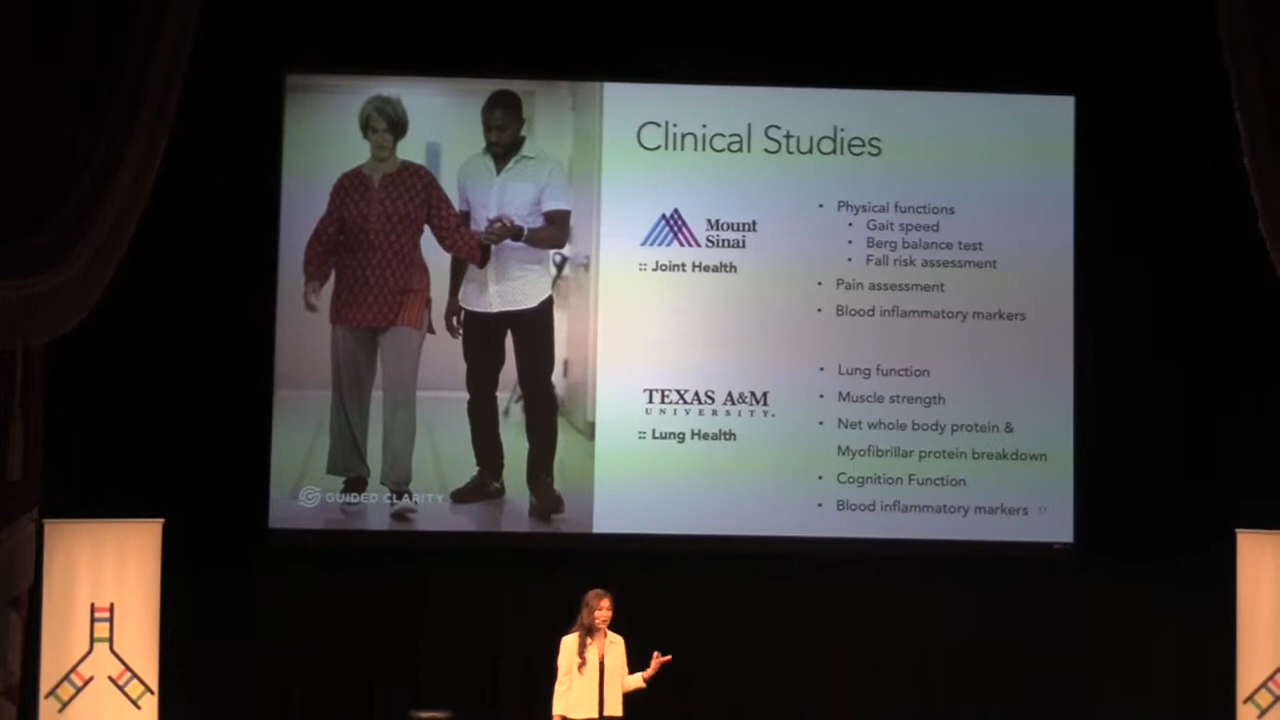 Clinical Studies
Mount
Sinai
:: Joint Health
• Physical functions
• Gait speed
• Berg balance test
• Fall risk assessment
• Pain assessment
• Blood inflammatory markers
TEXAS A&M
UNIVERSITY.
:: Lung Health
• Lung function
• Muscle strength
• Net whole body protein &
Myofibrillar protein breakdown
• Cognition Function
• Blood inflammatory markers
GUIDED CLARITY